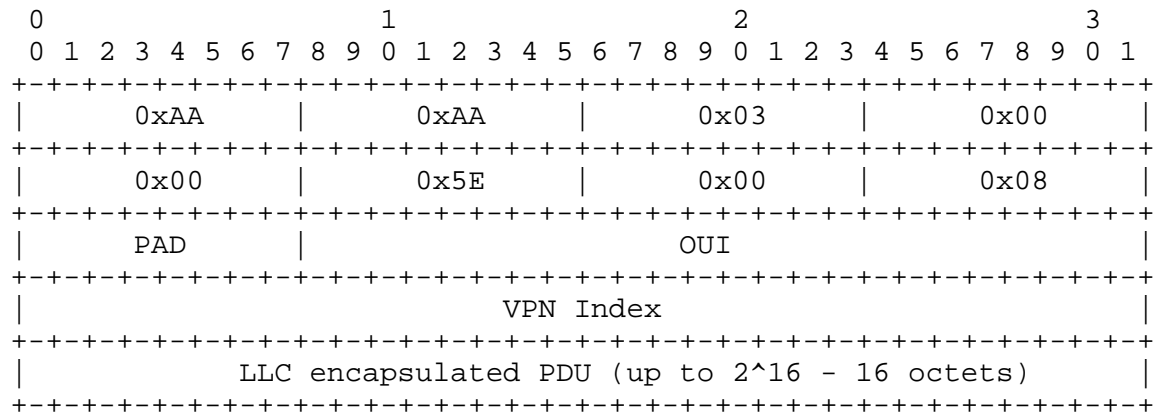 0                   1                   2                   3
 0 1 2 3 4 5 6 7 8 9 0 1 2 3 4 5 6 7 8 9 0 1 2 3 4 5 6 7 8 9 0 1
+-+-+-+-+-+-+-+-+-+-+-+-+-+-+-+-+-+-+-+-+-+-+-+-+-+-+-+-+-+-+-+-+
|      0xAA     |      0xAA     |      0x03     |      0x00     |
+-+-+-+-+-+-+-+-+-+-+-+-+-+-+-+-+-+-+-+-+-+-+-+-+-+-+-+-+-+-+-+-+
|      0x00     |      0x5E     |      0x00     |      0x08     |
+-+-+-+-+-+-+-+-+-+-+-+-+-+-+-+-+-+-+-+-+-+-+-+-+-+-+-+-+-+-+-+-+
|      PAD      |                     OUI                       |
+-+-+-+-+-+-+-+-+-+-+-+-+-+-+-+-+-+-+-+-+-+-+-+-+-+-+-+-+-+-+-+-+
|                           VPN Index                           |
+-+-+-+-+-+-+-+-+-+-+-+-+-+-+-+-+-+-+-+-+-+-+-+-+-+-+-+-+-+-+-+-+
|            LLC encapsulated PDU (up to 2^16 - 16 octets)      |
+-+-+-+-+-+-+-+-+-+-+-+-+-+-+-+-+-+-+-+-+-+-+-+-+-+-+-+-+-+-+-+-+